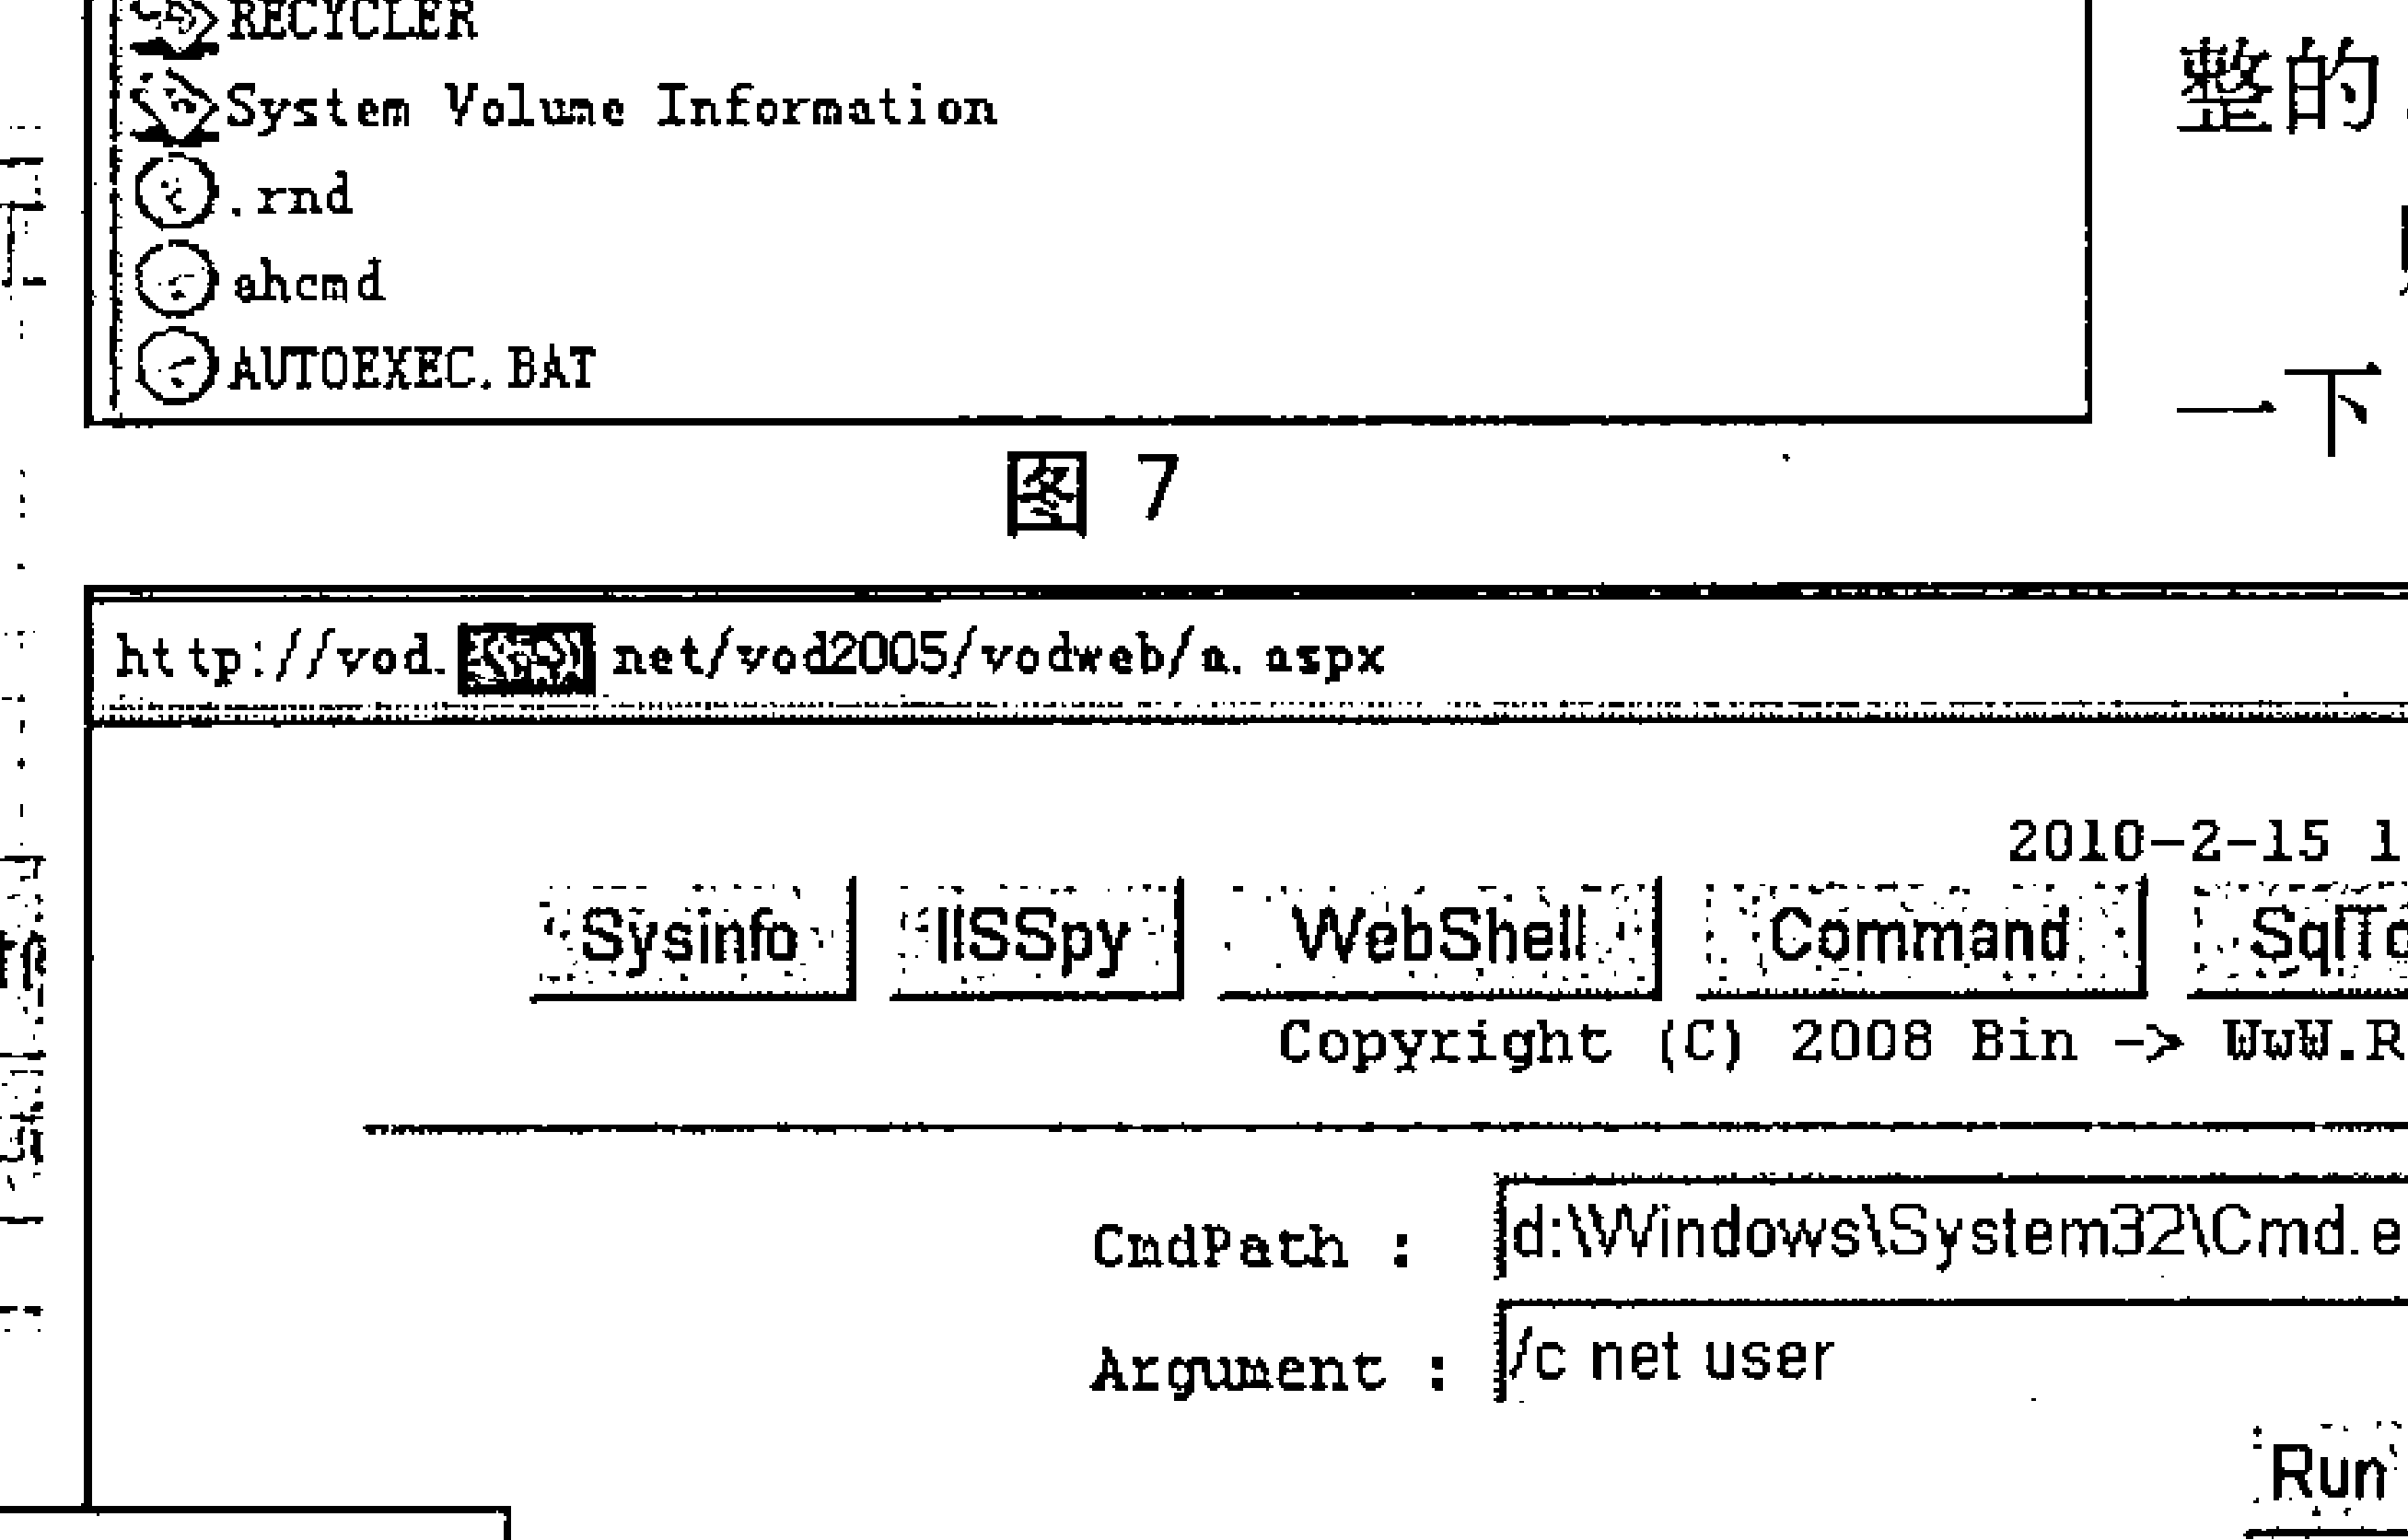 RECYCLER
System Volume Information
.rnd
ahcmd
AUTOEXEC.BAT
图 7
整的
一下
http://vod. net/vod2005/vodweb/a.aspx
2010-2-15 1
Sysinfo IISSpy WebShell Command SqlTo
Copyright (C) 2008 Bin -> WwW.R
CmdPath : d:\Windows\System32\Cmd.e
Argument : /c net user
Run